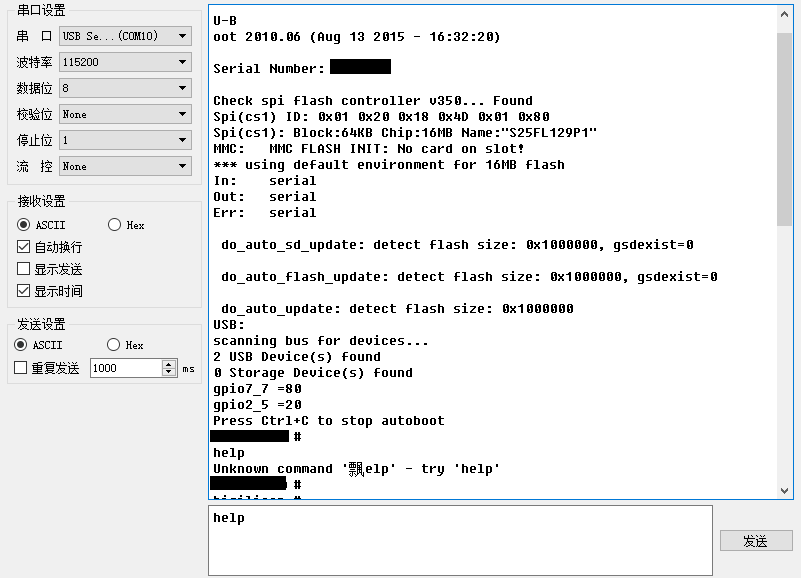 串口设置
串 口 USB Se...(COM10)
波特率 115200
数据位 8
校验位 None
停止位 1
流 控 None
接收设置
ASCII Hex
自动换行
显示发送
显示时间
发送设置
ASCII Hex
重复发送 1000 ms
U-B
oot 2010.06 (Aug 13 2015 - 16:32:20)
Serial Number:
Check spi flash controller v350... Found
Spi(cs1) ID: 0x01 0x20 0x18 0x4D 0x01 0x80
Spi(cs1): Block:64KB Chip:16MB Name:"S25FL129P1"
MMC: MMC FLASH INIT: No card on slot!
*** using default environment for 16MB flash
In: serial
Out: serial
Err: serial
do_auto_sd_update: detect flash size: 0x1000000, gsdexist=0
do_auto_flash_update: detect flash size: 0x1000000, gsdexist=0
do_auto_update: detect flash size: 0x1000000
USB:
scanning bus for devices...
2 USB Device(s) found
0 Storage Device(s) found
gpio7_7 =80
gpio2_5 =20
Press Ctrl+C to stop autoboot
#
help
Unknown command '飘elp' - try 'help'
#
#
help
发送